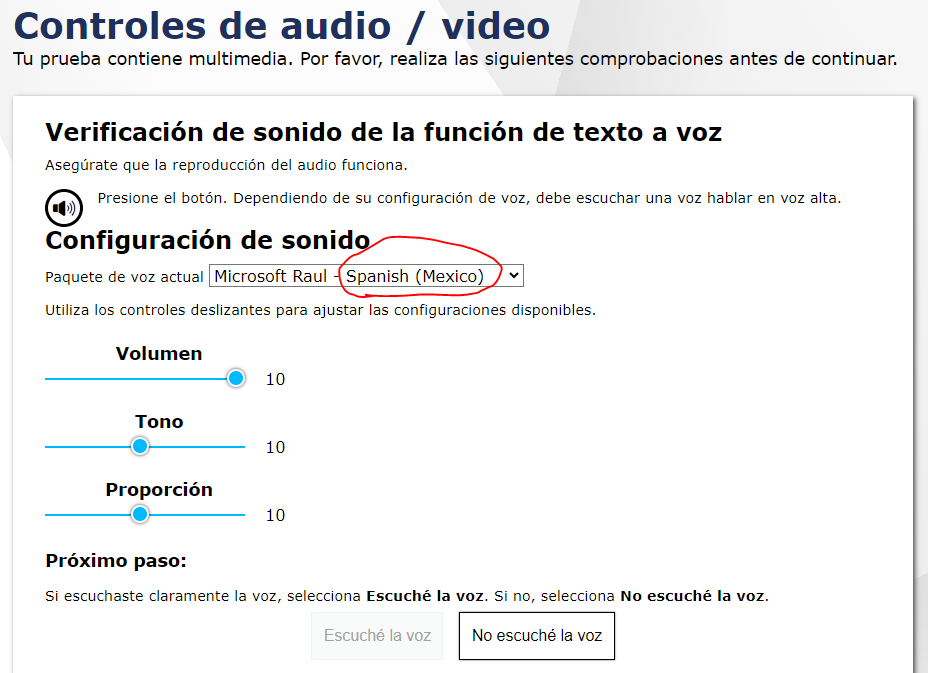 Controles de audio / video
Tu prueba contiene multimedia. Por favor, realiza las siguientes comprobaciones antes de continuar.
Verificación de sonido de la función de texto a voz
Asegúrate que la reproducción del audio funciona.
Presione el botón. Dependiendo de su configuración de voz, debe escuchar una voz hablar en voz alta.
Configuración de sonido
Paquete de voz actual Microsoft Raul - Spanish (Mexico)
Utiliza los controles deslizantes para ajustar las configuraciones disponibles.
Volumen
10
Tono
10
Proporción
10
Próximo paso:
Si escuchaste claramente la voz, selecciona Escuché la voz. Si no, selecciona No escuché la voz.
Escuché la voz No escuché la voz